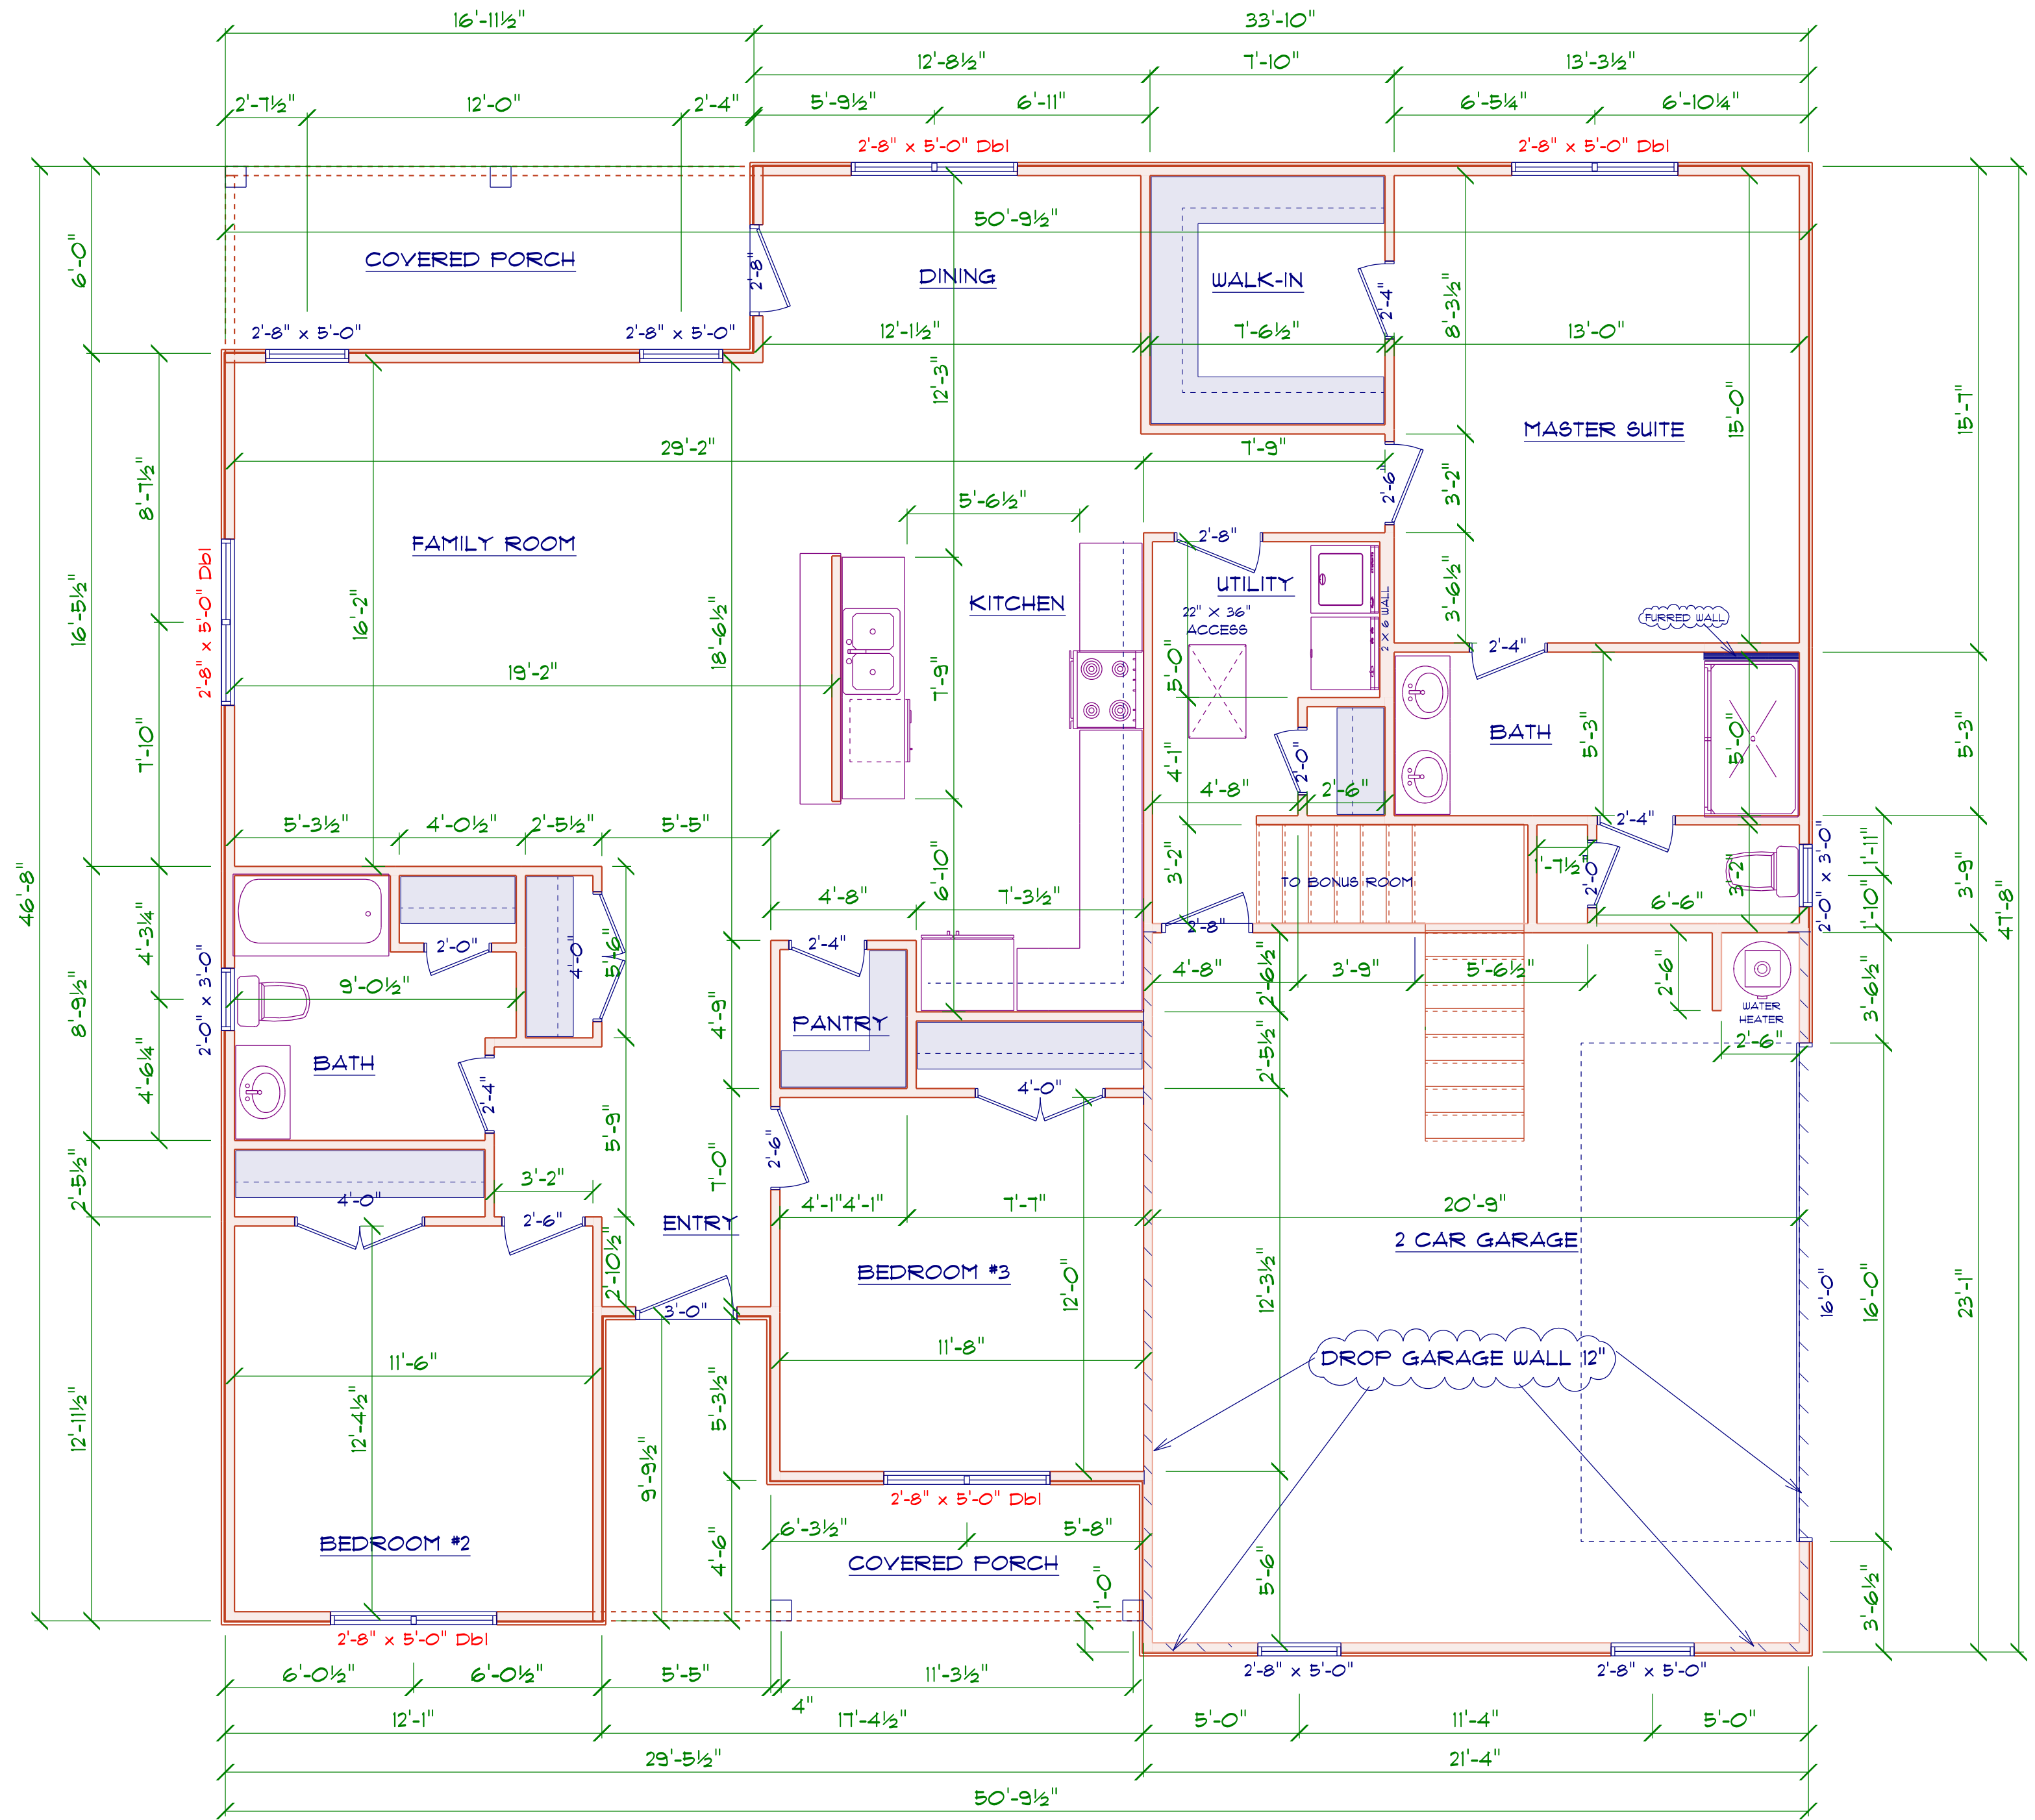 16'-11½" 33'-10"
12'-8½" 7'-10" 13'-3½"
2'-7½" 12'-0" 2'-4" 5'-9½" 6'-11" 6'-5¼" 6'-10¼"
2'-8" x 5'-0" Dbl 2'-8" x 5'-0" Dbl
50'-9½"
6'-0"
COVERED PORCH
2'-8"
DINING
WALK-IN
2'-4"
8'-3½"
2'-8" x 5'-0" 2'-8" x 5'-0"
12'-1½" 7'-6½" 13'-0"
12'-3"
15'-0"
15'-7"
MASTER SUITE
29'-2" 7'-9"
8'-7½"
2'-6"
3'-2"
5'-6½"
FAMILY ROOM
2'-8"
2'-8" x 5'-0" Dbl
16'-5½"
16'-2"
18'-6½"
KITCHEN
UTILITY
22" X 36"
ACCESS
2 X 6 WALL
3'-6½"
FURRED WALL
2'-4"
19'-2"
7'-9"
5'-0"
7'-10"
4'-1"
2'-0"
BATH
5'-3"
5'-0"
5'-3"
4'-8" 2'-6"
5'-3½" 4'-0½" 2'-5½" 5'-5"
2'-4"
2'-0" x 3'-0"
1'-11"
46'-8"
6'-10"
3'-2"
TO BONUS ROOM
1'-7½"
2'-0"
3'-2"
1'-10"
3'-9"
47'-8"
4'-8" 7'-3½"
6'-6"
2'-8"
4'-3¼"
2'-0"
4'-0"
5'-6"
2'-4"
4'-8" 3'-9" 5'-6½"
2'-6½"
2'-6"
3'-6½"
2'-0" x 3'-0"
9'-0½"
8'-9½"
WATER
HEATER
4'-9"
PANTRY
2'-6"
BATH
4'-6¼"
2'-4"
4'-0"
2'-5½"
5'-9"
2'-6"
7'-0"
2'-5½"
3'-2"
4'-0"
2'-6"
4'-1" 4'-1" 7'-7" 20'-9"
ENTRY
2 CAR GARAGE
2'-10½"
BEDROOM #3
12'-0"
12'-3½"
16'-0"
16'-0"
23'-1"
3'-0"
11'-6"
11'-8"
DROP GARAGE WALL 12"
12'-11½"
12'-4½"
5'-3½"
9'-9½"
2'-8" x 5'-0" Dbl
6'-3½" 5'-8"
BEDROOM #2
4'-6"
COVERED PORCH
1'-0"
5'-6"
3'-6½"
2'-8" x 5'-0" Dbl
2'-8" x 5'-0" 2'-8" x 5'-0"
6'-0½" 6'-0½" 5'-5" 11'-3½"
4"
12'-1" 17'-4½" 5'-0" 11'-4" 5'-0"
29'-5½" 21'-4"
50'-9½"